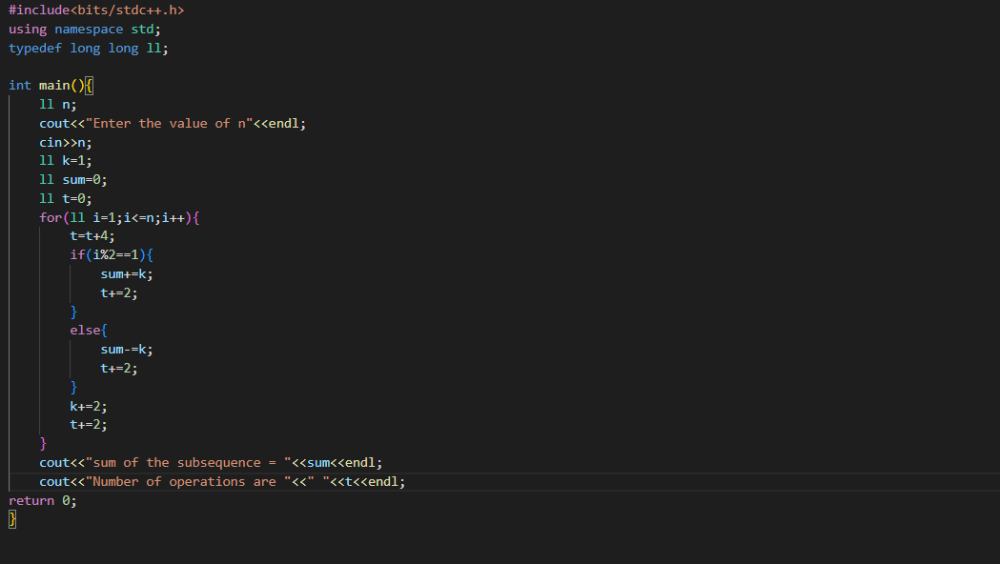 #include<bits/stdc++.h>
using namespace std;
typedef long long ll;
int main(){
ll n;
cout<<"Enter the value of n"<<endl;
cin>>n;
ll k=1;
ll sum=0;
ll t=0;
for(ll i=1;i<=n;i++){
t=t+4;
if(i%2==1){
sum+=k;
t+=2;
}
else{
sum-=k;
t+=2;
}
k+=2;
t+=2;
}
cout<<"sum of the subsequence = "<<sum<<endl;
cout<<"Number of operations are "<<" "<<t<<endl;
return 0;
}